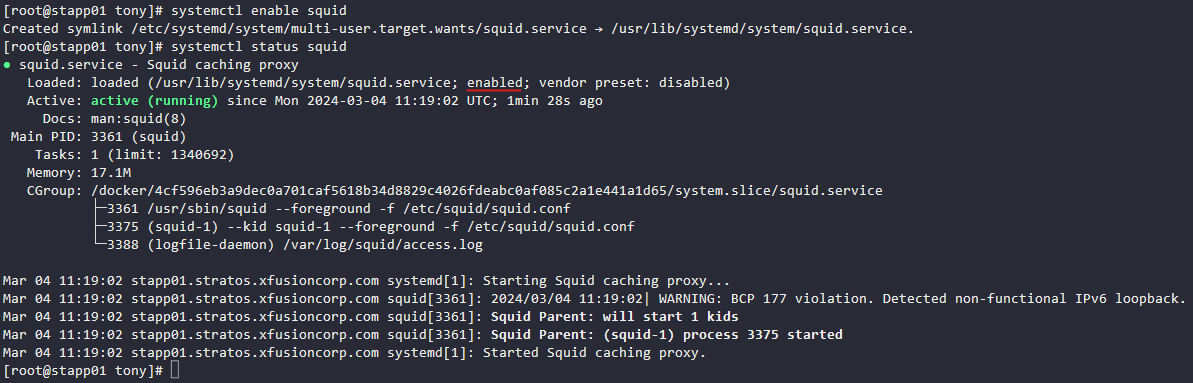 [root@stapp01 tony]# systemctl enable squid
Created symlink /etc/systemd/system/multi-user.target.wants/squid.service → /usr/lib/systemd/system/squid.service.
[root@stapp01 tony]# systemctl status squid
● squid.service - Squid caching proxy
   Loaded: loaded (/usr/lib/systemd/system/squid.service; enabled; vendor preset: disabled)
   Active: active (running) since Mon 2024-03-04 11:19:02 UTC; 1min 28s ago
     Docs: man:squid(8)
 Main PID: 3361 (squid)
    Tasks: 1 (limit: 1340692)
   Memory: 17.1M
   CGroup: /docker/4cf596eb3a9dec0a701caf5618b34d8829c4026fdeabc0af085c2a1e441a1d65/system.slice/squid.service
           ├─3361 /usr/sbin/squid --foreground -f /etc/squid/squid.conf
           ├─3375 (squid-1) --kid squid-1 --foreground -f /etc/squid/squid.conf
           └─3388 (logfile-daemon) /var/log/squid/access.log
Mar 04 11:19:02 stapp01.stratos.xfusioncorp.com systemd[1]: Starting Squid caching proxy...
Mar 04 11:19:02 stapp01.stratos.xfusioncorp.com squid[3361]: 2024/03/04 11:19:02| WARNING: BCP 177 violation. Detected non-functional IPv6 loopback.
Mar 04 11:19:02 stapp01.stratos.xfusioncorp.com squid[3361]: Squid Parent: will start 1 kids
Mar 04 11:19:02 stapp01.stratos.xfusioncorp.com squid[3361]: Squid Parent: (squid-1) process 3375 started
Mar 04 11:19:02 stapp01.stratos.xfusioncorp.com systemd[1]: Started Squid caching proxy.
[root@stapp01 tony]#